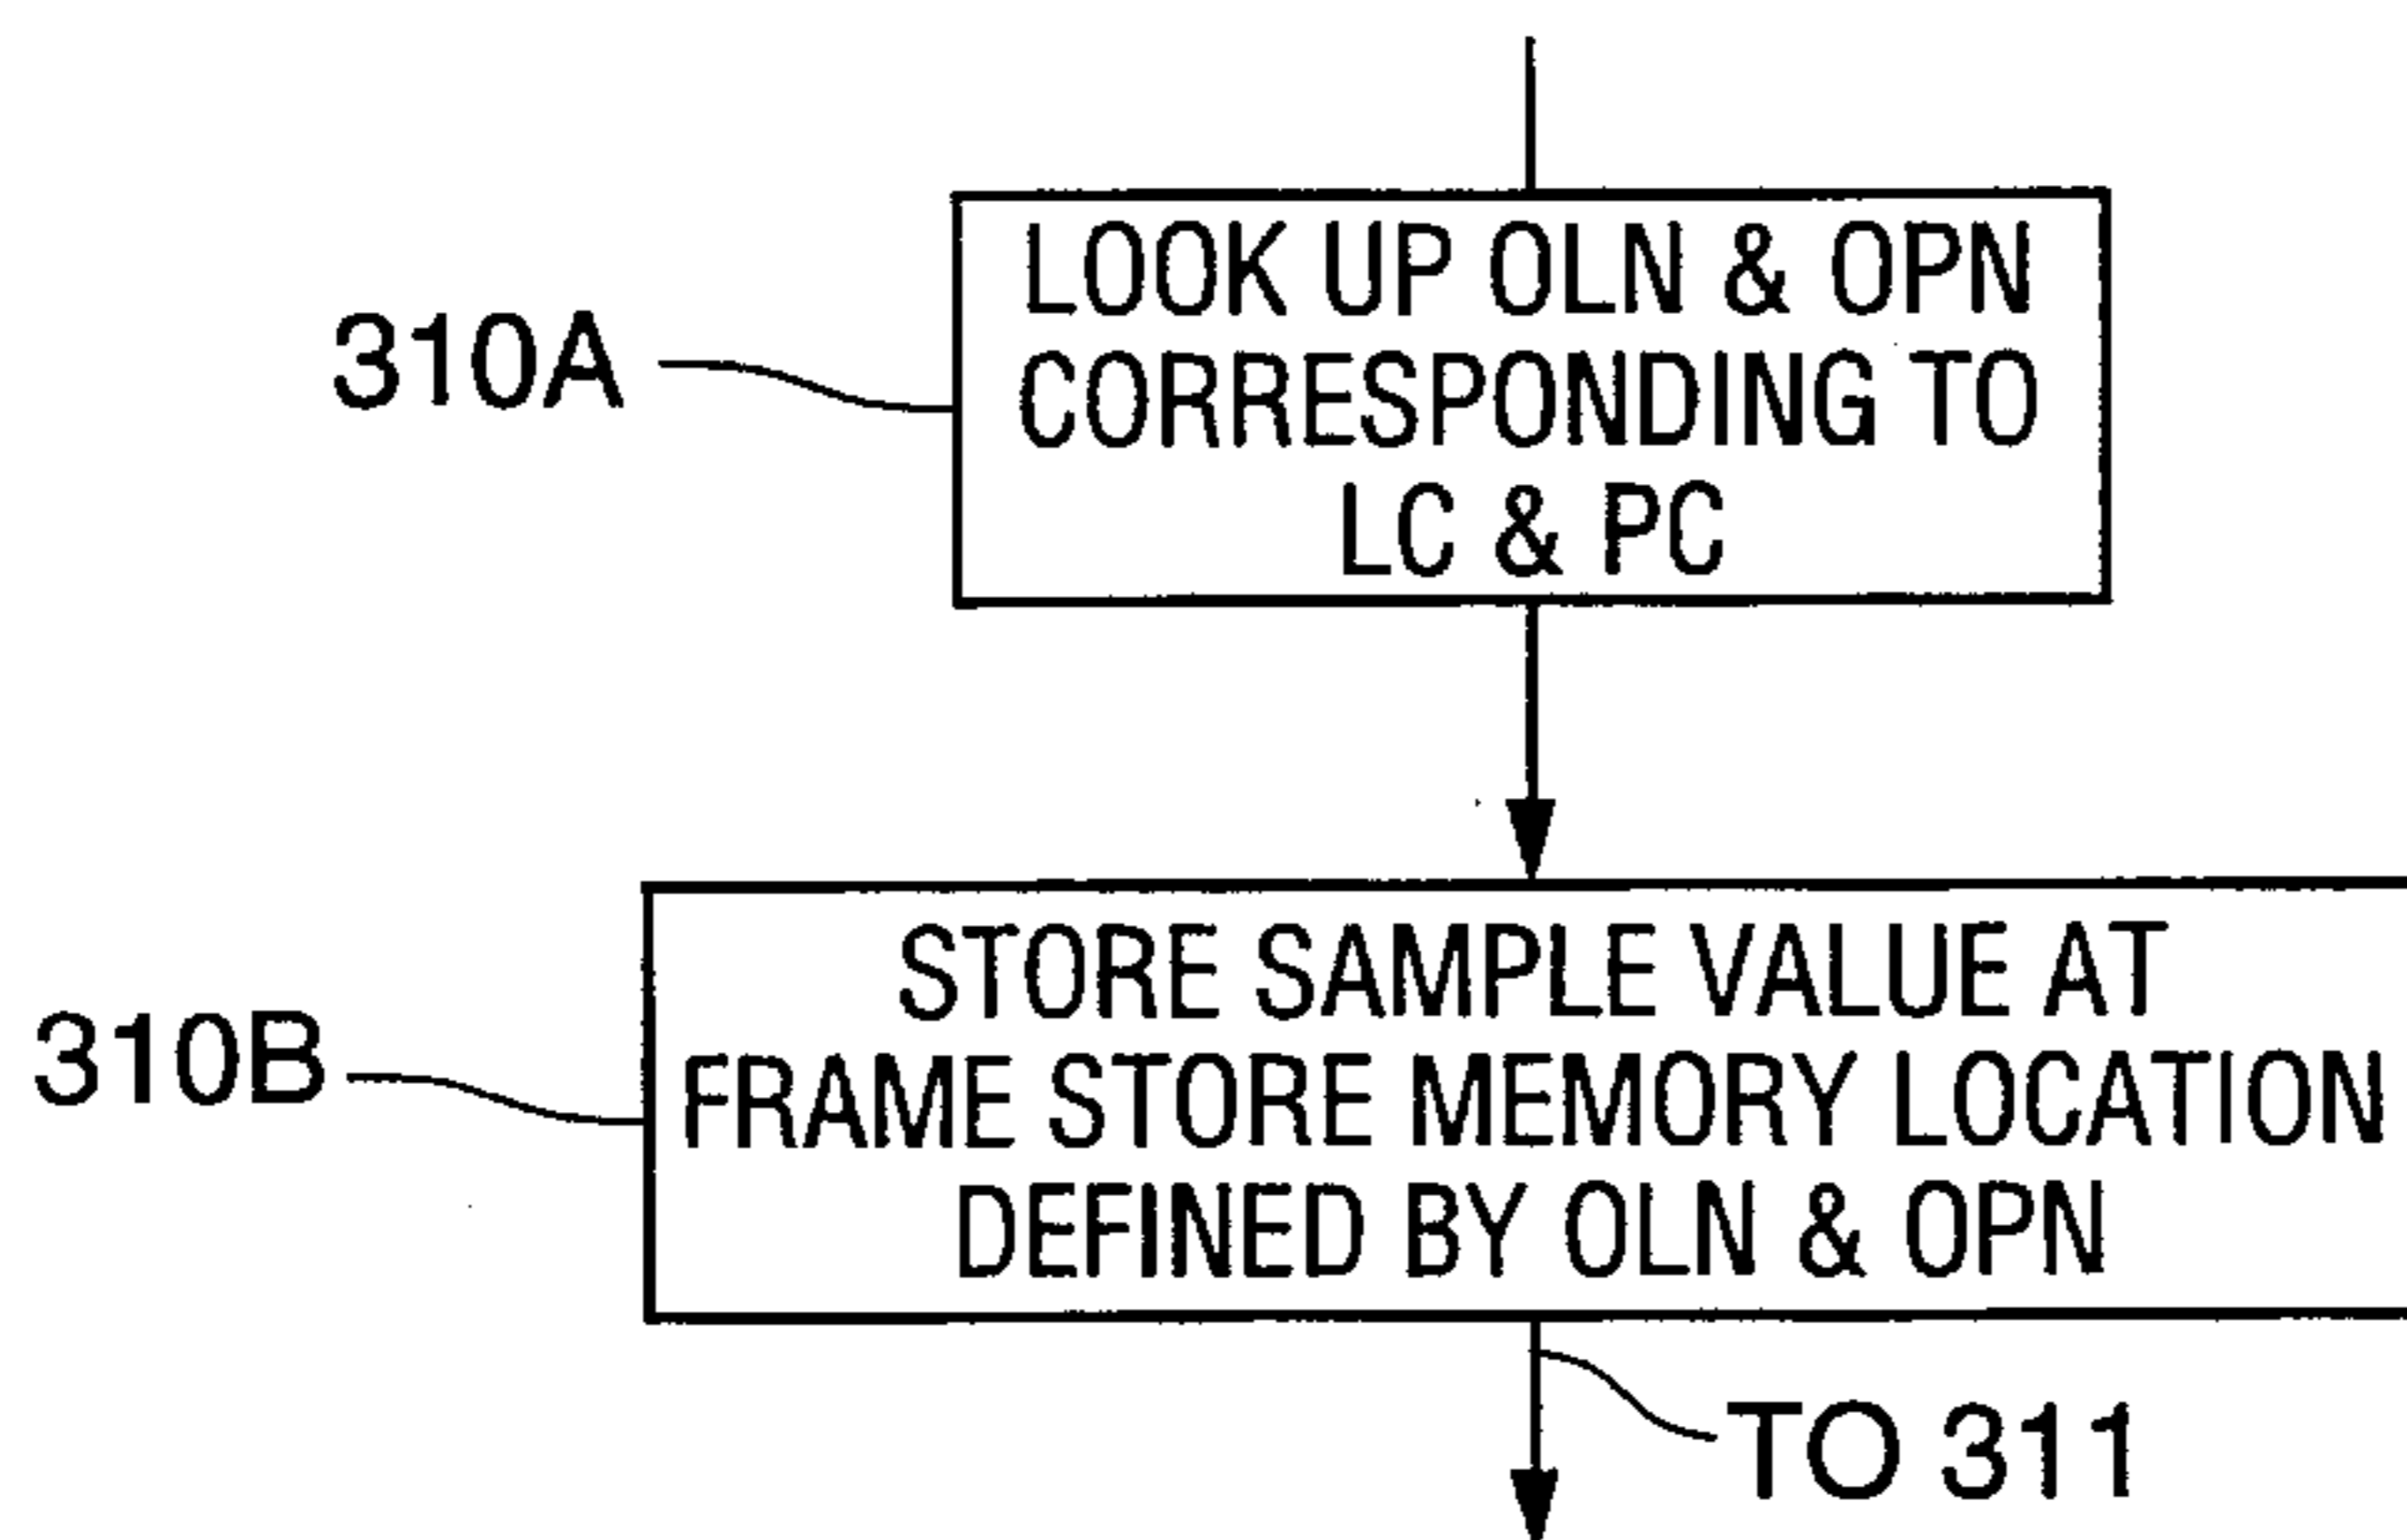 310A
LOOK UP OLN & OPN
CORRESPONDING TO
LC & PC
310B
STORE SAMPLE VALUE AT
FRAME STORE MEMORY LOCATION
DEFINED BY OLN & OPN
TO 311